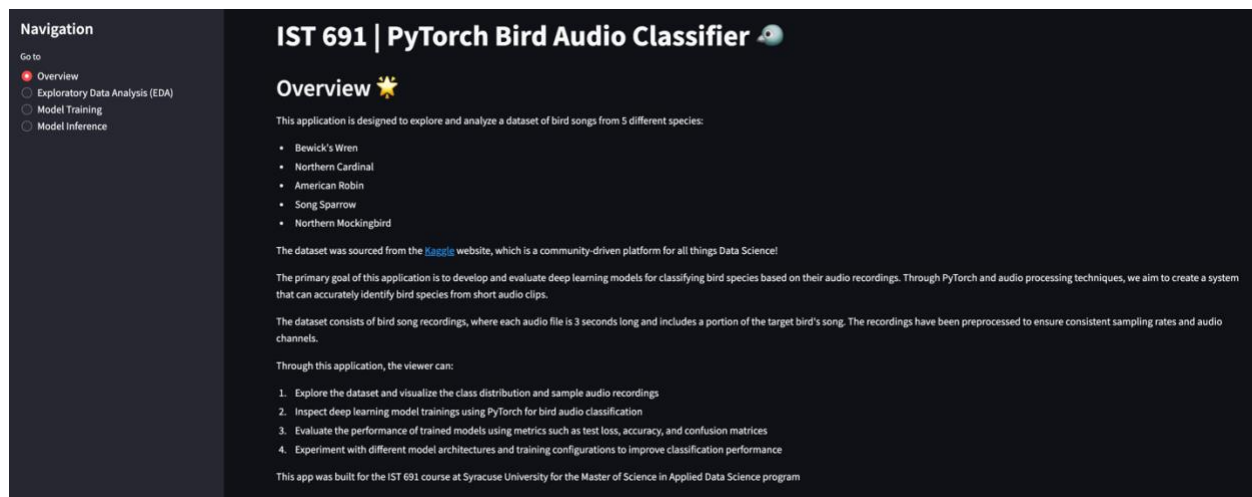 Navigation
Go to
Overview
Exploratory Data Analysis (EDA)
Model Training
Model Inference
IST 691 | PyTorch Bird Audio Classifier
Overview
This application is designed to explore and analyze a dataset of bird songs from 5 different species:
Bewick's Wren
Northern Cardinal
American Robin
Song Sparrow
Northern Mockingbird
The dataset was sourced from the Kaggle website, which is a community-driven platform for all things Data Science!
The primary goal of this application is to develop and evaluate deep learning models for classifying bird species based on their audio recordings. Through PyTorch and audio processing techniques, we aim to create a system
that can accurately identify bird species from short audio clips.
The dataset consists of bird song recordings, where each audio file is 3 seconds long and includes a portion of the target bird's song. The recordings have been preprocessed to ensure consistent sampling rates and audio
channels.
Through this application, the viewer can:
1. Explore the dataset and visualize the class distribution and sample audio recordings
2. Inspect deep learning model trainings using PyTorch for bird audio classification
3. Evaluate the performance of trained models using metrics such as test loss, accuracy, and confusion matrices
4. Experiment with different model architectures and training configurations to improve classification performance
This app was built for the IST 691 course at Syracuse University for the Master of Science in Applied Data Science program